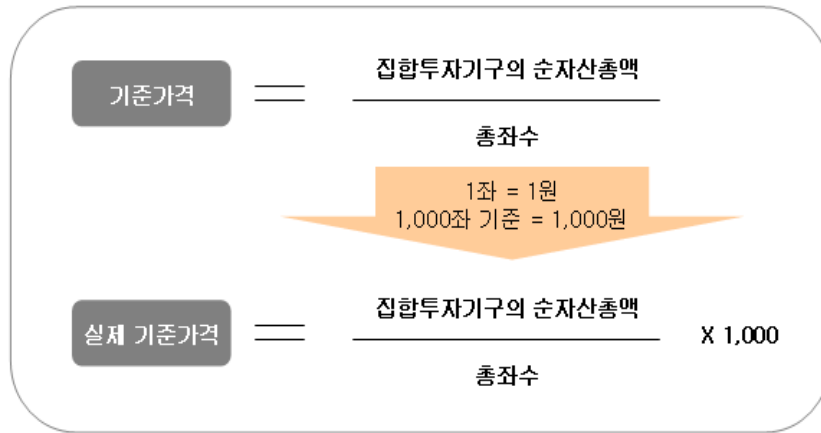 기준가격
집합투자기구의 순자산총액
총좌수
1좌 = 1원
1,000좌 기준 = 1,000원
실제 기준가격
집합투자기구의 순자산총액
총좌수
X 1,000